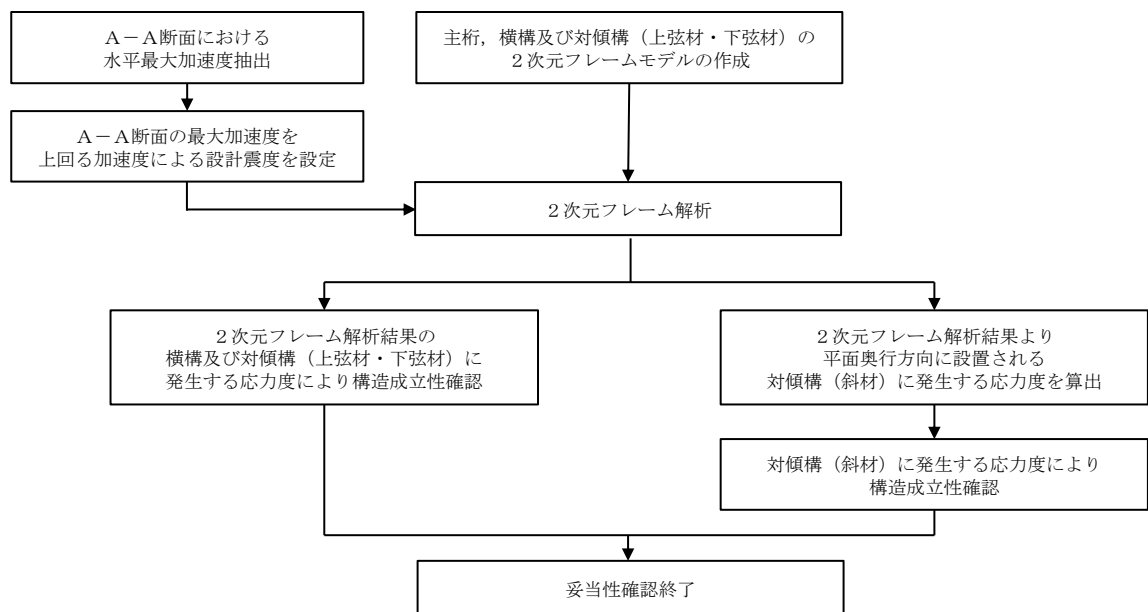 Ａ－Ａ断面における
水平最大加速度抽出
主桁，横構及び対傾構（上弦材・下弦材）の
２次元フレームモデルの作成
Ａ－Ａ断面の最大加速度を
上回る加速度による設計震度を設定
２次元フレーム解析
２次元フレーム解析結果の
横構及び対傾構（上弦材・下弦材）に
発生する応力度により構造成立性確認
２次元フレーム解析結果より
平面奥行方向に設置される
対傾構（斜材）に発生する応力度を算出
対傾構（斜材）に発生する応力度により
構造成立性確認
妥当性確認終了